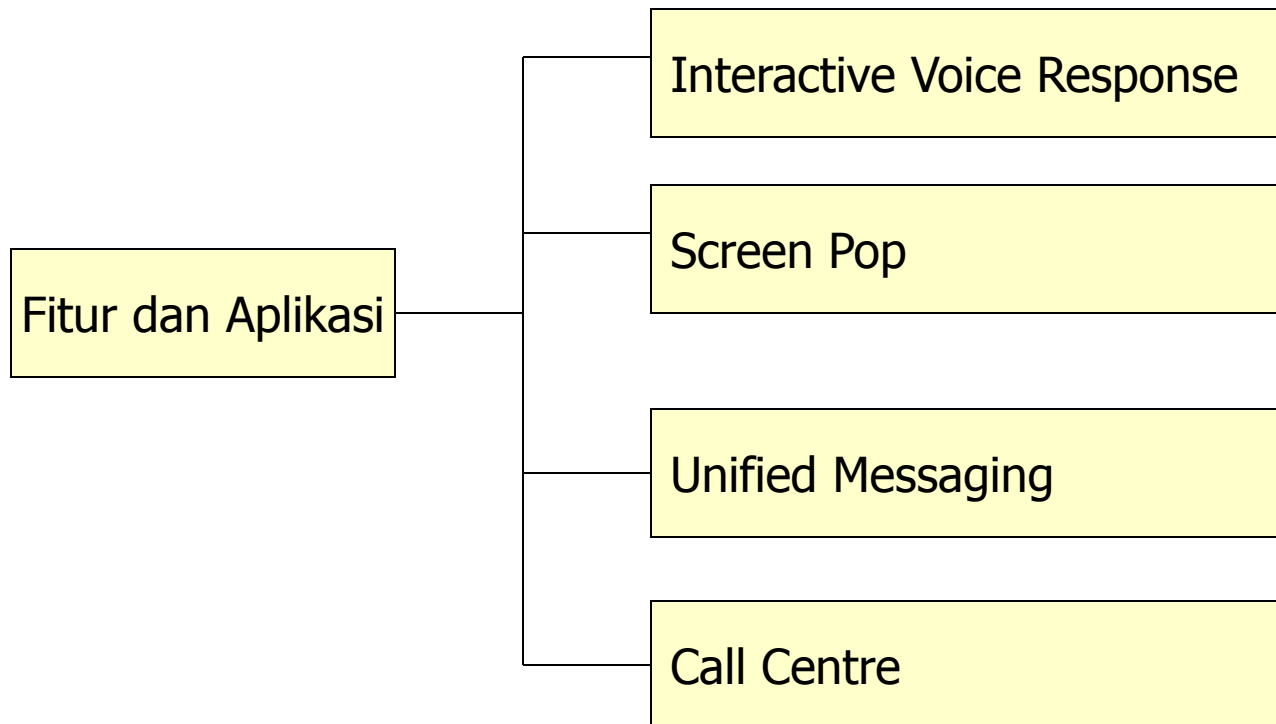 Interactive Voice Response
Screen Pop
Fitur dan Aplikasi
Unified Messaging
Call Centre